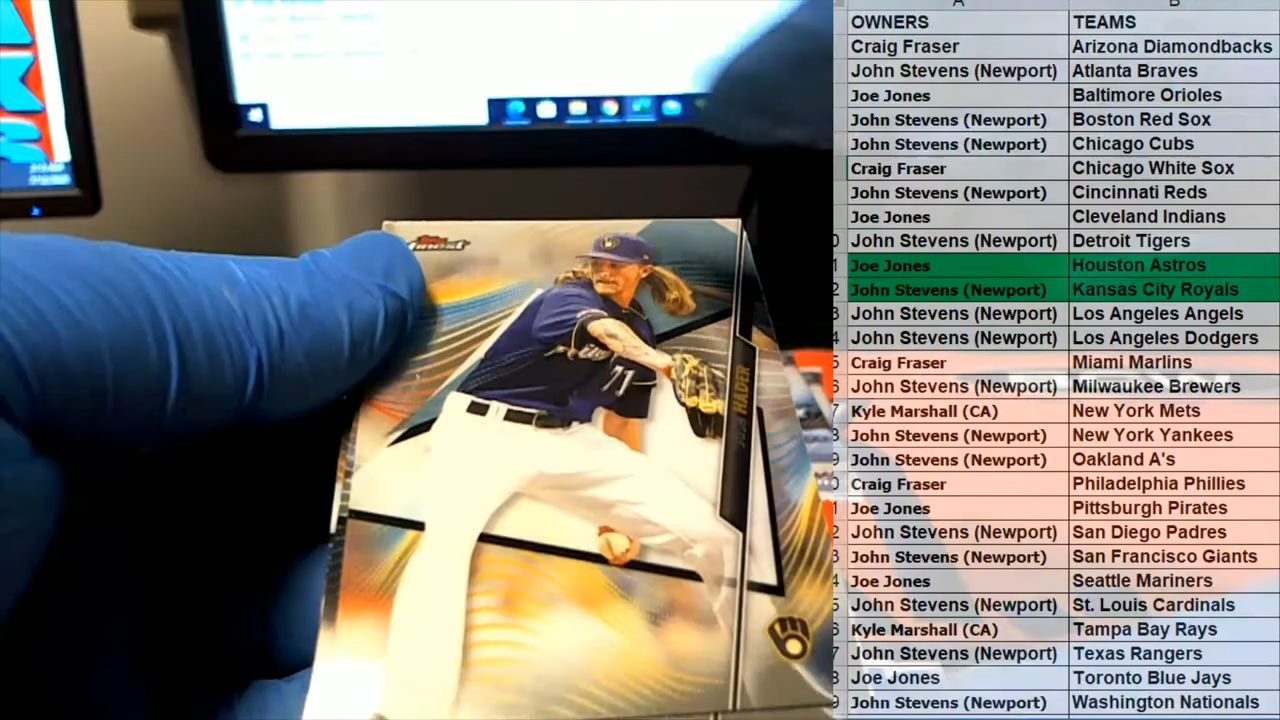 OWNERS TEAMS
Craig Fraser Arizona Diamondbacks
John Stevens (Newport) Atlanta Braves
Joe Jones Baltimore Orioles
John Stevens (Newport) Boston Red Sox
John Stevens (Newport) Chicago Cubs
Craig Fraser Chicago White Sox
John Stevens (Newport) Cincinnati Reds
Joe Jones Cleveland Indians
John Stevens (Newport) Detroit Tigers
Joe Jones Houston Astros
John Stevens (Newport) Kansas City Royals
John Stevens (Newport) Los Angeles Angels
John Stevens (Newport) Los Angeles Dodgers
Craig Fraser Miami Marlins
John Stevens (Newport) Milwaukee Brewers
Kyle Marshall (CA) New York Mets
John Stevens (Newport) New York Yankees
John Stevens (Newport) Oakland A's
Craig Fraser Philadelphia Phillies
Joe Jones Pittsburgh Pirates
John Stevens (Newport) San Diego Padres
John Stevens (Newport) San Francisco Giants
Joe Jones Seattle Mariners
John Stevens (Newport) St. Louis Cardinals
Kyle Marshall (CA) Tampa Bay Rays
John Stevens (Newport) Texas Rangers
Joe Jones Toronto Blue Jays
John Stevens (Newport) Washington Nationals
Topps
Finest
71
HADER